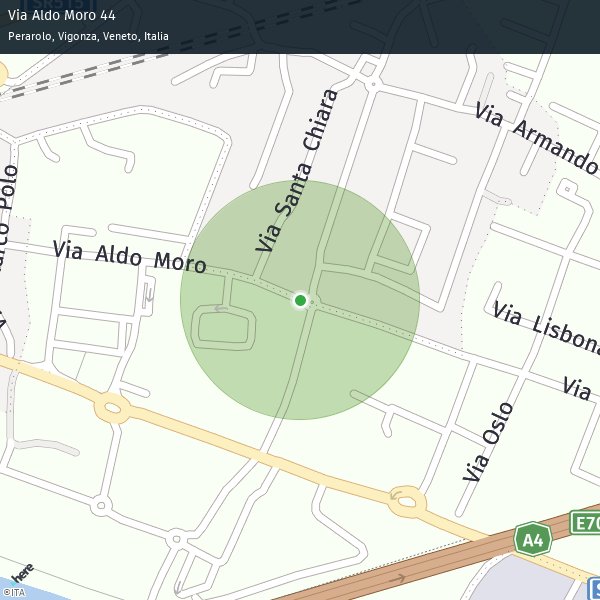 Via Aldo Moro 44
Perarolo, Vigonza, Veneto, Italia
SR515
Via Armando
Via Santa Chiara
Polo
Via Aldo Moro
Via Lisbona
Via
Via Oslo
E70
A4
here
©ITA